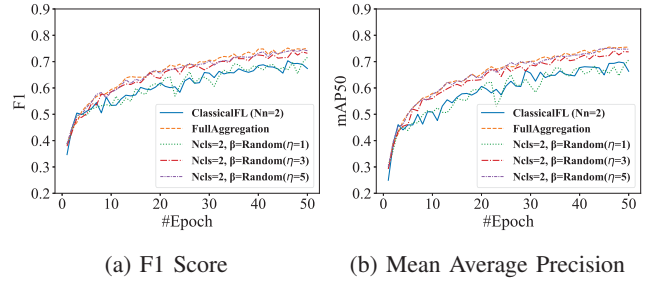 0.9
0.8
0.7
0.6
0.5
0.4
0.3
0.2
F1
ClassicalFL (Nn=2)
FullAggregation
Ncls=2, β=Random(η=1)
Ncls=2, β=Random(η=3)
Ncls=2, β=Random(η=5)
0 10 20 30 40 50
#Epoch
(a) F1 Score
0.9
0.8
0.7
0.6
0.5
0.4
0.3
0.2
mAP50
ClassicalFL (Nn=2)
FullAggregation
Ncls=2, β=Random(η=1)
Ncls=2, β=Random(η=3)
Ncls=2, β=Random(η=5)
0 10 20 30 40 50
#Epoch
(b) Mean Average Precision